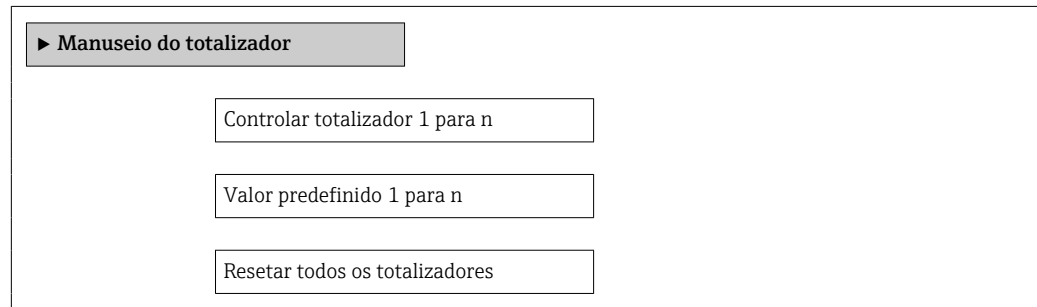 ► Manuseio do totalizador
Controlar totalizador 1 para n
Valor predefinido 1 para n
Resetar todos os totalizadores